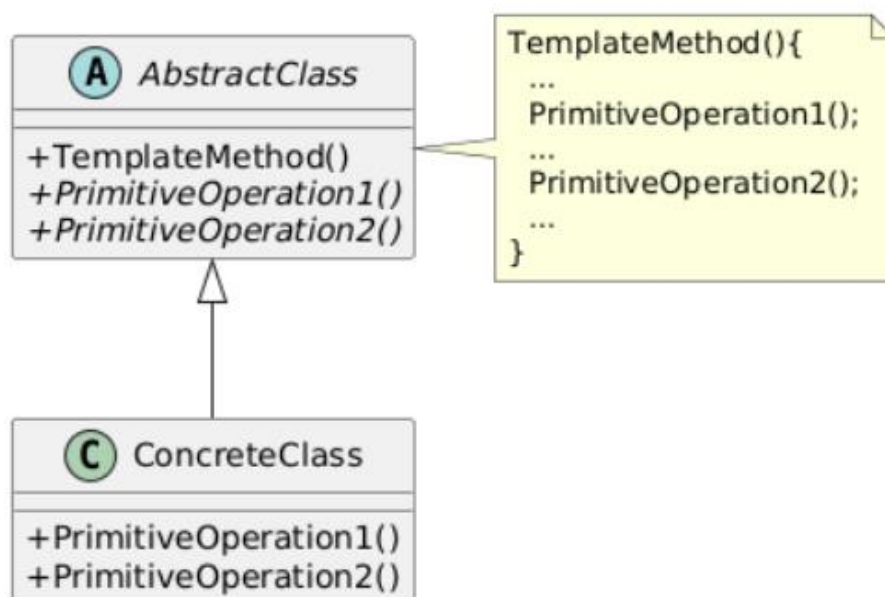 A AbstractClass
+TemplateMethod()
+PrimitiveOperation1()
+PrimitiveOperation2()
TemplateMethod(){
...
PrimitiveOperation1();
...
PrimitiveOperation2();
...
}
C ConcreteClass
+PrimitiveOperation1()
+PrimitiveOperation2()